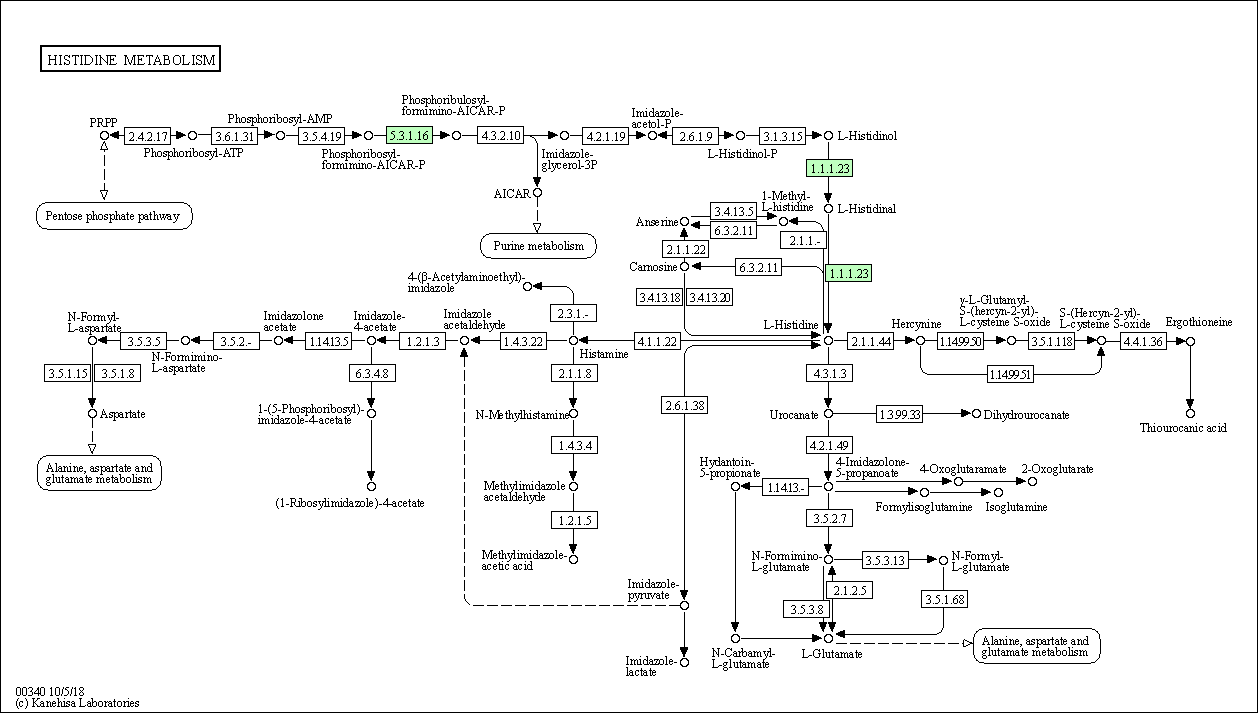 HISTIDINE METABOLISM
PRPP
2.4.2.17
Phosphoribosyl-ATP
3.6.1.31
Phosphoribosyl-AMP
3.5.4.19
Phosphoribosyl-
formimino-AICAR-P
5.3.1.16
Phosphoribulosyl-
formimino-AICAR-P
4.3.2.10
Imidazole-
glycerol-3P
4.2.1.19
Imidazole-
acetol-P
2.6.1.9
L-Histidinol-P
3.1.3.15
L-Histidinol
AICAR
Pentose phosphate pathway
Purine metabolism
1.1.1.23
L-Histidinal
1-Methyl-
L-histidine
Anserine
3.4.13.5
6.3.2.11
2.1.1.-
2.1.1.22
Carnosine
6.3.2.11
1.1.1.23
3.4.13.18
3.4.13.20
4-(β-Acetylaminoethyl)-
imidazole
2.3.1.-
N-Formyl-
L-aspartate
3.5.3.5
N-Formimino-
L-aspartate
3.5.2.-
Imidazolone
acetate
1.14.13.5
Imidazole-
4-acetate
1.2.1.3
Imidazole
acetaldehyde
1.4.3.22
Histamine
4.1.1.22
L-Histidine
2.1.1.44
Hercynine
1.14.99.50
γ-L-Glutamyl-
S-(hercyn-2-yl)-
L-cysteine S-oxide
3.5.1.118
S-(Hercyn-2-yl)-
L-cysteine S-oxide
4.4.1.36
Ergothioneine
1.14.99.51
3.5.1.15
3.5.1.8
6.3.4.8
2.1.1.8
2.6.1.38
4.3.1.3
Aspartate
1-(5-Phosphoribosyl)-
imidazole-4-acetate
N-Methylhistamine
Urocanate
1.3.99.33
Dihydrourocanate
Thiourocanic acid
1.4.3.4
4.2.1.49
Alanine, aspartate and
glutamate metabolism
(1-Ribosylimidazole)-4-acetate
Methylimidazole
acetaldehyde
Hydantoin-
5-propionate
1.14.13.-
4-Imidazolone-
5-propanoate
4-Oxoglutaramate
2-Oxoglutarate
Formylisoglutamine
Isoglutamine
1.2.1.5
3.5.2.7
Methylimidazole-
acetic acid
N-Formimino-
L-glutamate
3.5.3.13
N-Formyl-
L-glutamate
Imidazole-
pyruvate
2.1.2.5
3.5.3.8
3.5.1.68
N-Carbamyl-
L-glutamate
L-Glutamate
Alanine, aspartate and
glutamate metabolism
Imidazole-
lactate
00340 10/5/18
(c) Kanehisa Laboratories